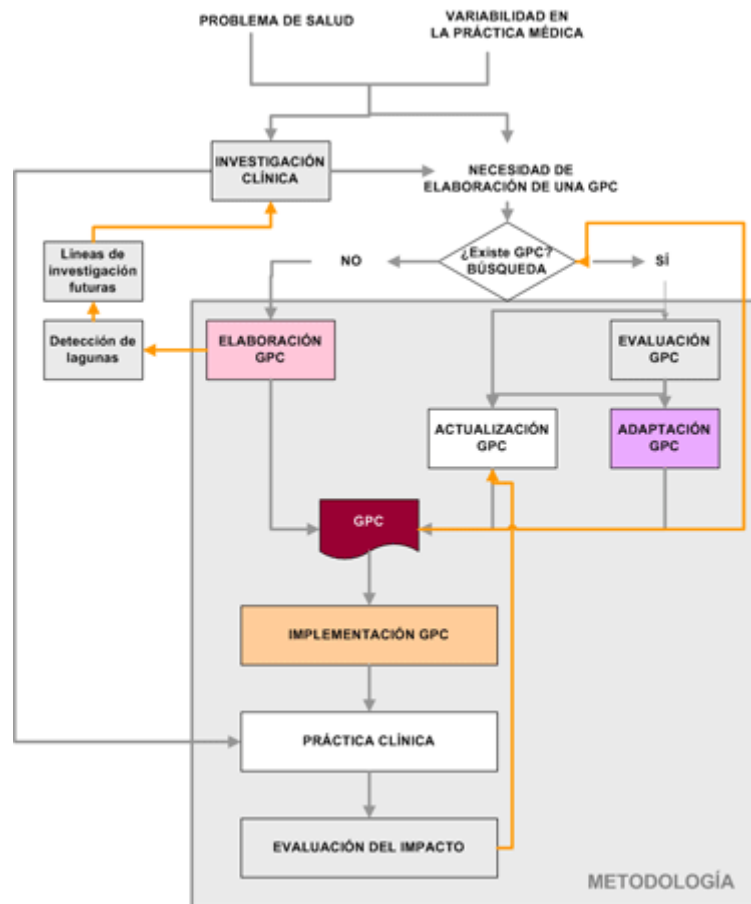 PROBLEMA DE SALUD
VARIABILIDAD EN
LA PRÁCTICA MÉDICA
INVESTIGACIÓN
CLÍNICA
NECESIDAD DE
ELABORACIÓN DE UNA GPC
Líneas de
investigación
futuras
NO
¿Existe GPC?
BÚSQUEDA
SÍ
Detección de
lagunas
ELABORACIÓN
GPC
EVALUACIÓN
GPC
ACTUALIZACIÓN
GPC
ADAPTACIÓN
GPC
GPC
IMPLEMENTACIÓN GPC
PRÁCTICA CLÍNICA
EVALUACIÓN DEL IMPACTO
METODOLOGÍA